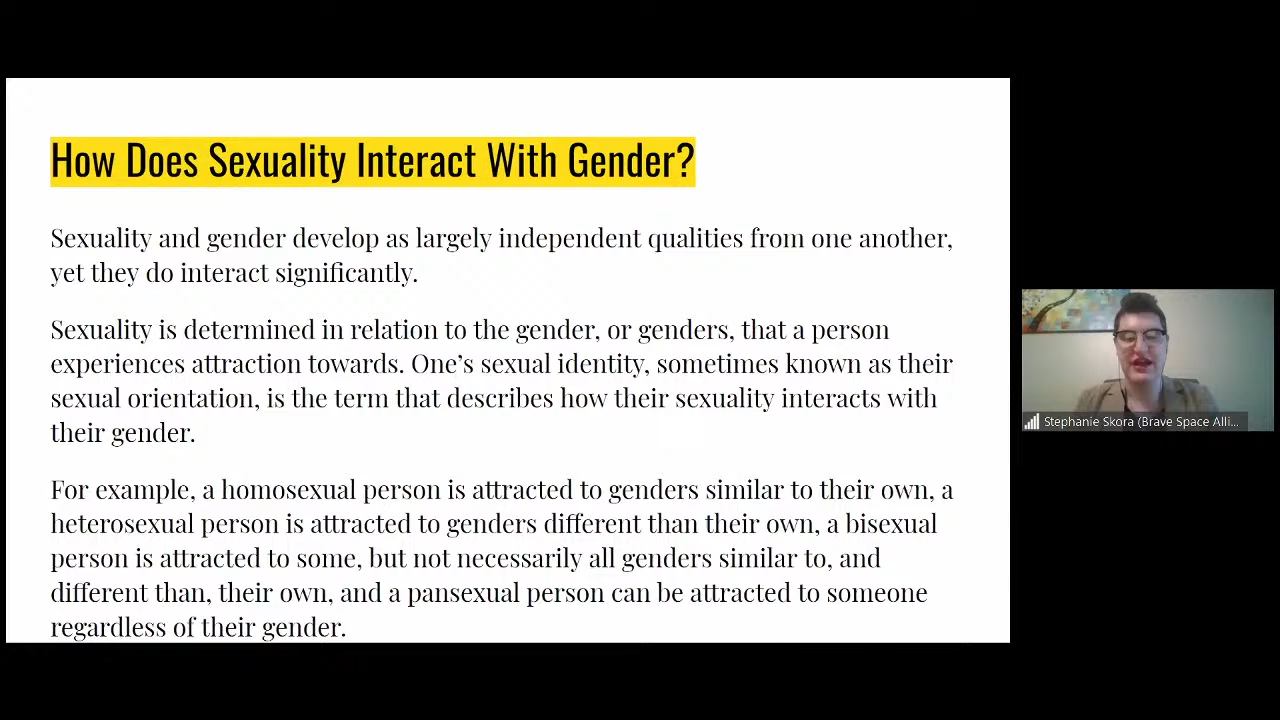 How Does Sexuality Interact With Gender?
Sexuality and gender develop as largely independent qualities from one another,
yet they do interact significantly.
Sexuality is determined in relation to the gender, or genders, that a person
experiences attraction towards. One’s sexual identity, sometimes known as their
sexual orientation, is the term that describes how their sexuality interacts with
their gender.
For example, a homosexual person is attracted to genders similar to their own, a
heterosexual person is attracted to genders different than their own, a bisexual
person is attracted to some, but not necessarily all genders similar to, and
different than, their own, and a pansexual person can be attracted to someone
regardless of their gender.
Stephanie Skora (Brave Space Alli...